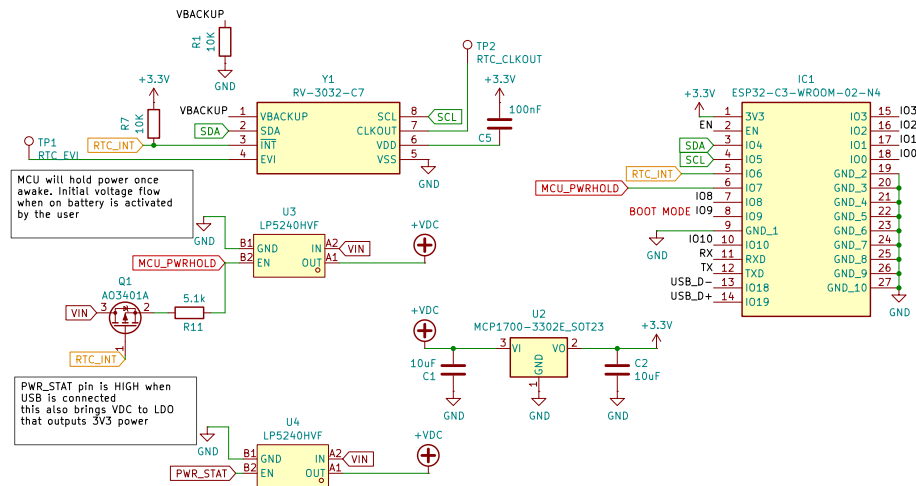 VBACKUP
R1
10K
GND
+3.3V
R7
10K
RTC_INT
TP1
RTC_EVI
Y1
RV-3032-C7
VBACKUP 1 VBACKUP SCL 8 SCL
SDA 2 SDA CLKOUT 7
3 INT VDD 6
4 EVI VSS 5
GND
TP2
RTC_CLKOUT
+3.3V
100nF
C5
MCU will hold power once
awake. Initial voltage flow
when on battery is activated
by the user
GND
U3
LP5240HVF
B1 GND IN A2 VIN
MCU_PWRHOLD B2 EN OUT A1
+VDC
Q1
AO3401A
VIN 3 2
1
RTC_INT
5.1k
R11
PWR_STAT pin is HIGH when
USB is connected
this also brings VDC to LDO
that outputs 3V3 power
GND
U4
LP5240HVF
B1 GND IN A2 VIN
PWR_STAT B2 EN OUT A1
+VDC
+VDC
10uF
C1
GND
U2
MCP1700-3302E_SOT23
3 VI VO 2
GND
1
GND
+3.3V
C2
10uF
GND
IC1
ESP32-C3-WROOM-02-N4
+3.3V 1 3V3 IO3 15 IO3
EN 2 EN IO2 16 IO2
SDA 3 IO4 IO1 17 IO1
SCL 4 IO5 IO0 18 IO0
RTC_INT 5 IO6 GND_2 19
MCU_PWRHOLD 6 IO7 GND_3 20
IO8 7 IO8 GND_4 21
BOOT MODE IO9 8 IO9 GND_5 22
GND 9 GND_1 GND_6 23
IO10 10 IO10 GND_7 24
RX 11 RXD GND_8 25
TX 12 TXD GND_9 26
USB_D- 13 IO18 GND_10 27
USB_D+ 14 IO19
GND